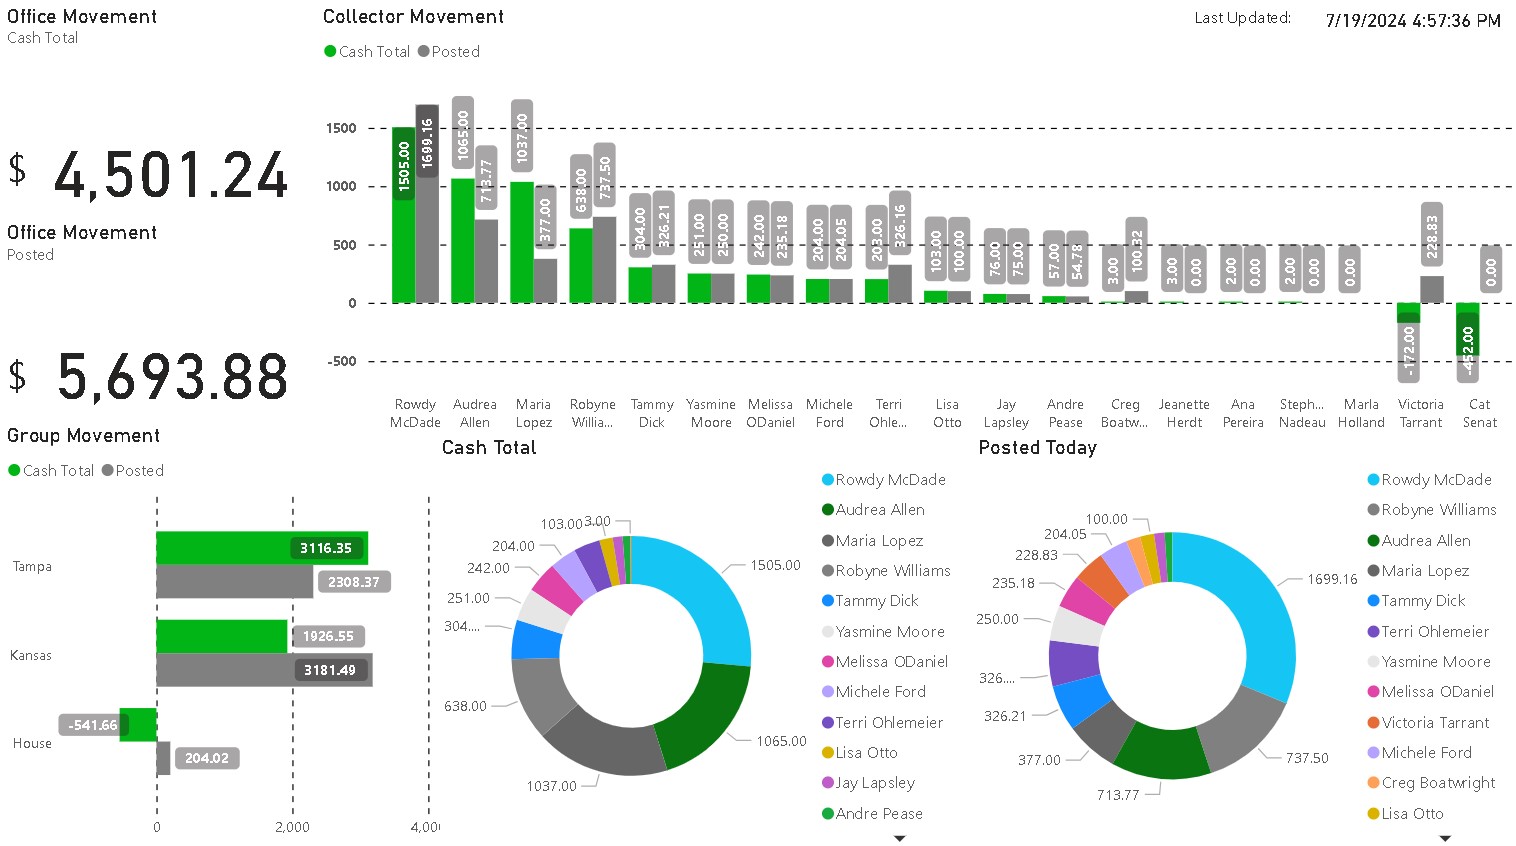 Office Movement
Cash Total
$ 4,501.24
Office Movement
Posted
$ 5,693.88
Collector Movement
Cash Total Posted
Last Updated: 7/19/2024 4:57:36 PM
1500
1000
500
0
-500
1505.00 1699.16
1065.00 713.77
1037.00 377.00
638.00 737.50
304.00 326.21
251.00 250.00
242.00 235.18
204.00 204.05
203.00 326.16
103.00 100.00
76.00 75.00
57.00 54.78
3.00 100.32
3.00 0.00
2.00 0.00
2.00 0.00
0.00
-172.00 228.83
-452.00 0.00
Rowdy McDade
Audrea Allen
Maria Lopez
Robyne Willia...
Tammy Dick
Yasmine Moore
Melissa ODaniel
Michele Ford
Terri Ohle...
Lisa Otto
Jay Lapsley
Andre Pease
Creg Boatw...
Jeanette Herdt
Ana Pereira
Steph... Nadeau
Marla Holland
Victoria Tarrant
Cat Senat
Group Movement
Cash Total Posted
Tampa
3116.35
2308.37
Kansas
1926.55
3181.49
House
-541.66
204.02
0 2,000 4,000
Cash Total
1505.00
1065.00
1037.00
638.00
304....
251.00
242.00
204.00
103.00
3.00
Rowdy McDade
Audrea Allen
Maria Lopez
Robyne Williams
Tammy Dick
Yasmine Moore
Melissa ODaniel
Michele Ford
Terri Ohlemeier
Lisa Otto
Jay Lapsley
Andre Pease
Posted Today
1699.16
737.50
713.77
377.00
326.21
326....
250.00
235.18
228.83
204.05
100.00
Rowdy McDade
Robyne Williams
Audrea Allen
Maria Lopez
Tammy Dick
Terri Ohlemeier
Yasmine Moore
Melissa ODaniel
Victoria Tarrant
Michele Ford
Creg Boatwright
Lisa Otto